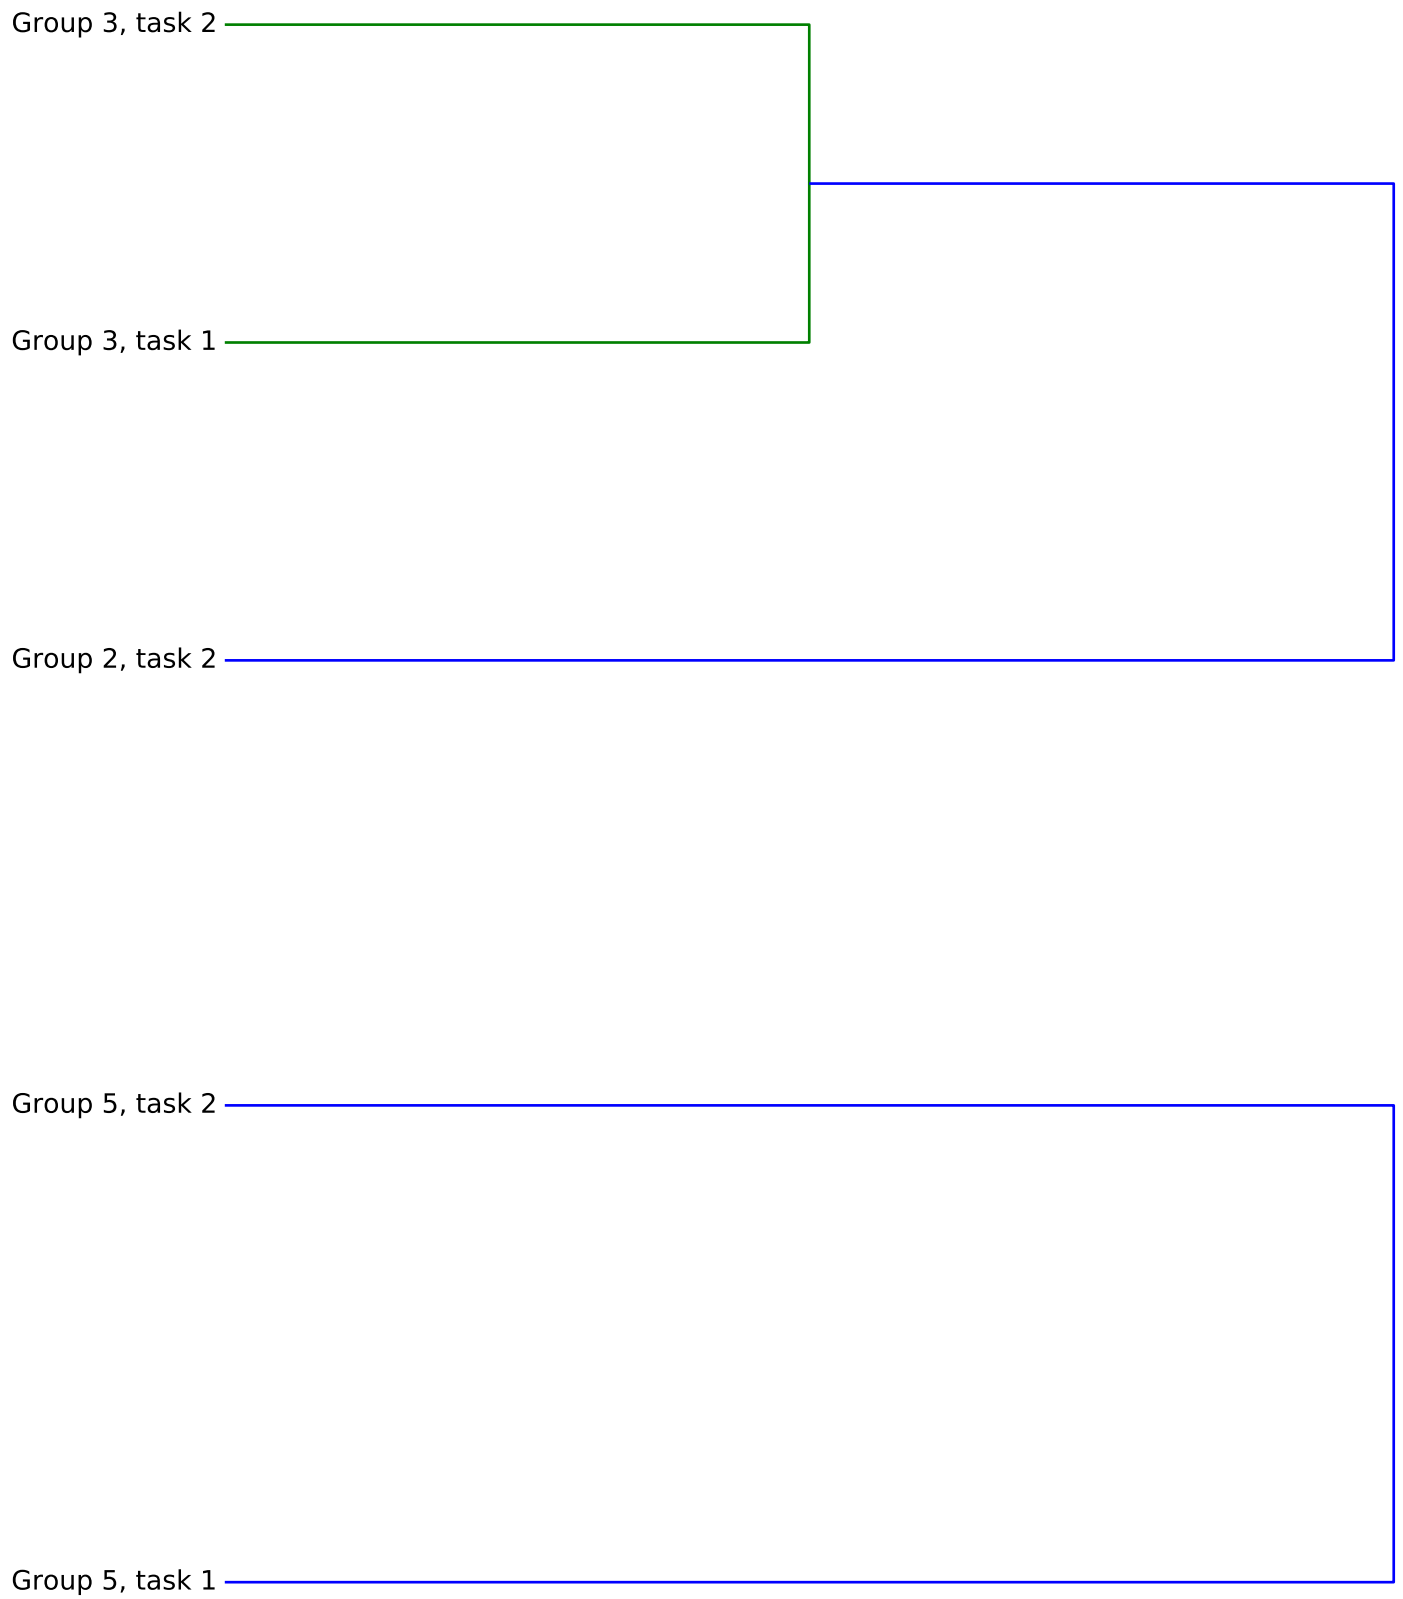 Group 3, task 2
Group 3, task 1
Group 2, task 2
Group 5, task 2
Group 5, task 1